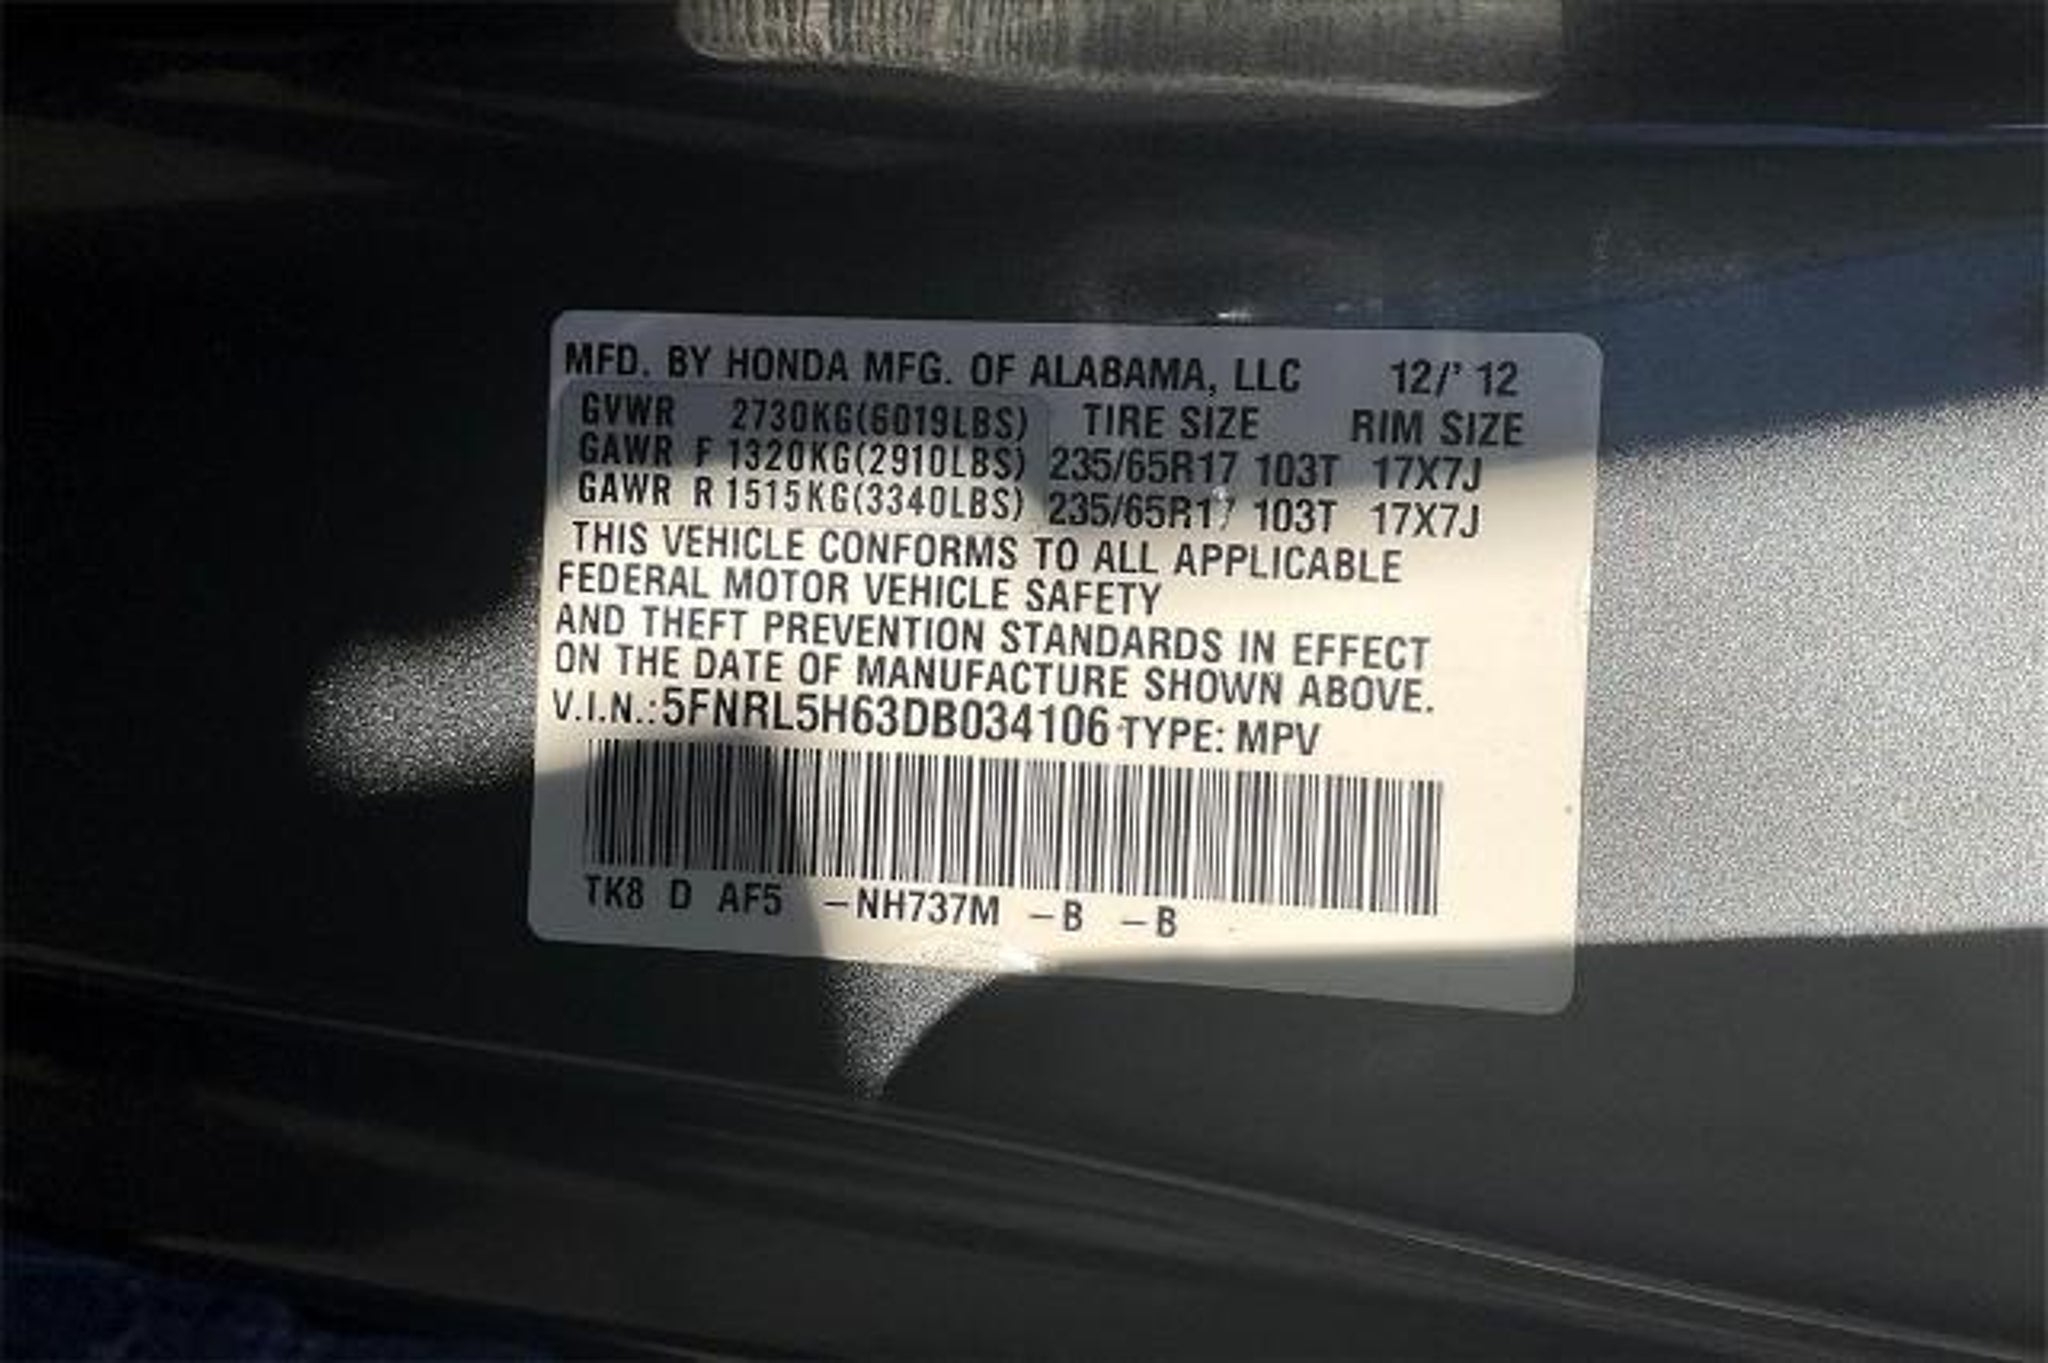 MFD. BY HONDA MFG. OF ALABAMA, LLC 12/' 12
GVWR 2730KG(6019LBS) TIRE SIZE RIM SIZE
GAWR F 1320KG(2910LBS) 235/65R17 103T 17X7J
GAWR R 1515KG(3340LBS) 235/65R17 103T 17X7J
THIS VEHICLE CONFORMS TO ALL APPLICABLE
FEDERAL MOTOR VEHICLE SAFETY
AND THEFT PREVENTION STANDARDS IN EFFECT
ON THE DATE OF MANUFACTURE SHOWN ABOVE.
V.I.N.: 5FNRL5H63DB034106 TYPE: MPV
TK8 D AF5 –NH737M –B –B